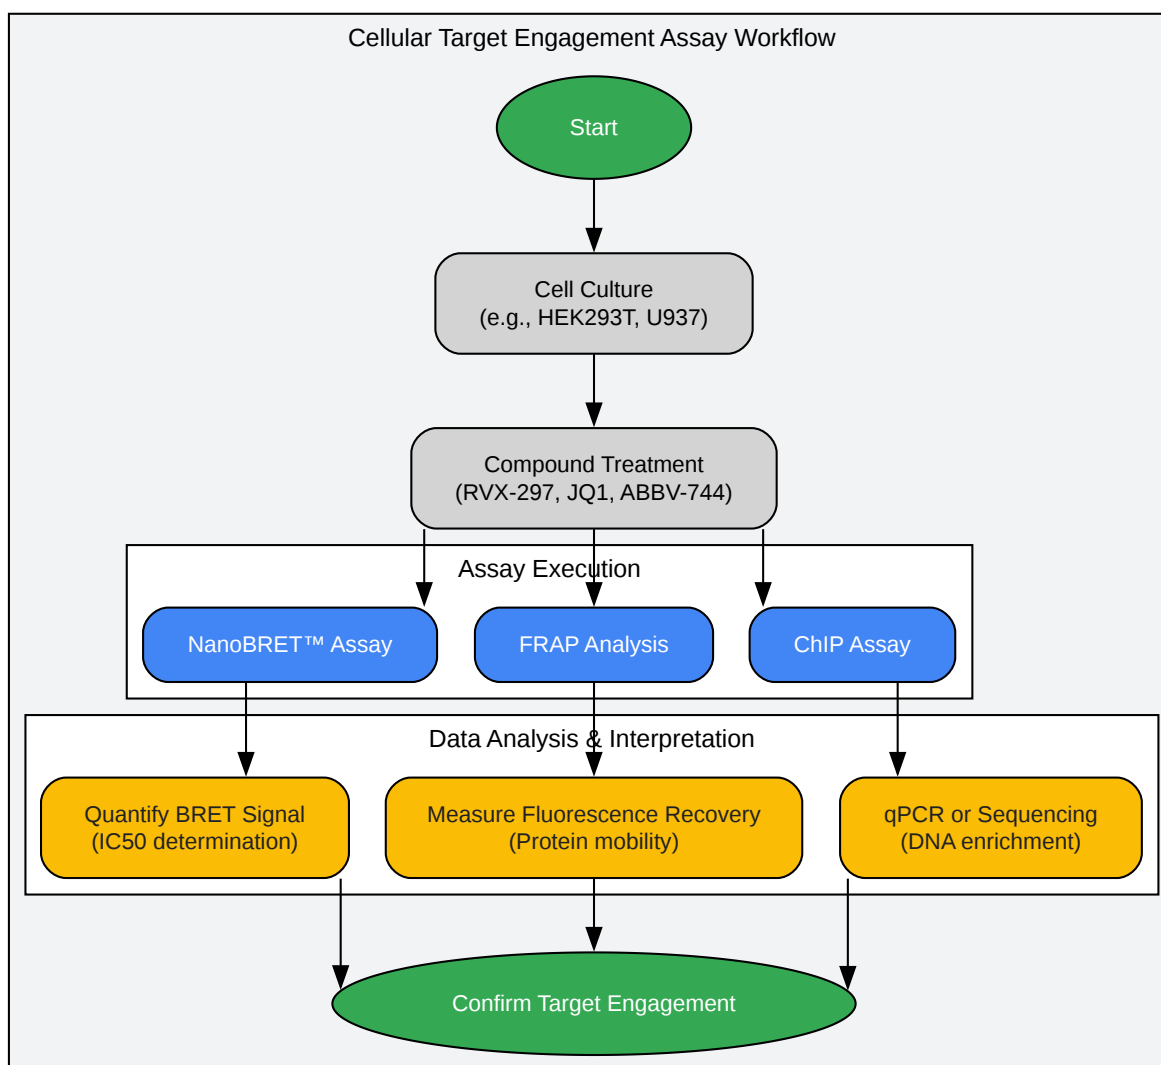 Cellular Target Engagement Assay Workflow
Start
Cell Culture
(e.g., HEK293T, U937)
Compound Treatment
(RVX-297, JQ1, ABBV-744)
Assay Execution
NanoBRET™ Assay
FRAP Analysis
ChIP Assay
Data Analysis & Interpretation
Quantify BRET Signal
(IC50 determination)
Measure Fluorescence Recovery
(Protein mobility)
qPCR or Sequencing
(DNA enrichment)
Confirm Target Engagement